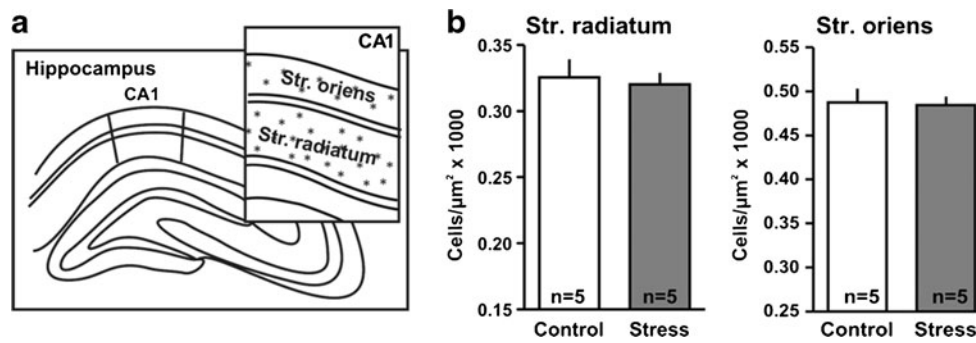 a
Hippocampus
CA1
CA1
Str. oriens
Str. radiatum
b
Str. radiatum
Cells/µm² x 1000
0.35
0.30
0.25
0.20
0.15
n=5
n=5
Control
Stress
Str. oriens
Cells/µm² x 1000
0.55
0.50
0.45
0.40
0.35
0.30
0.25
n=5
n=5
Control
Stress